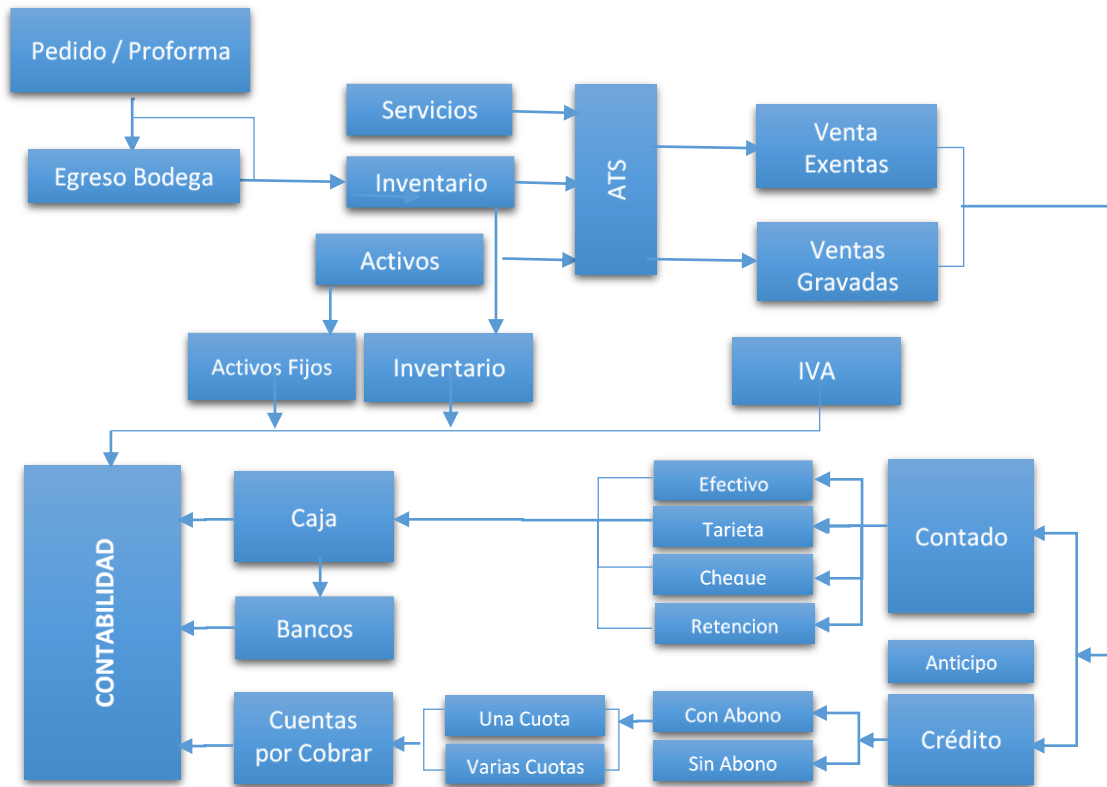 Pedido / Proforma
Servicios
Venta
Exentas
Egreso Bodega
Inventario
ATS
Activos
Ventas
Gravadas
Activos Fijos
Inventario
IVA
CONTABILIDAD
Caja
Efectivo
Tarieta
Cheque
Retencion
Contado
Bancos
Anticipo
Cuentas
por Cobrar
Una Cuota
Varias Cuotas
Con Abono
Sin Abono
Crédito